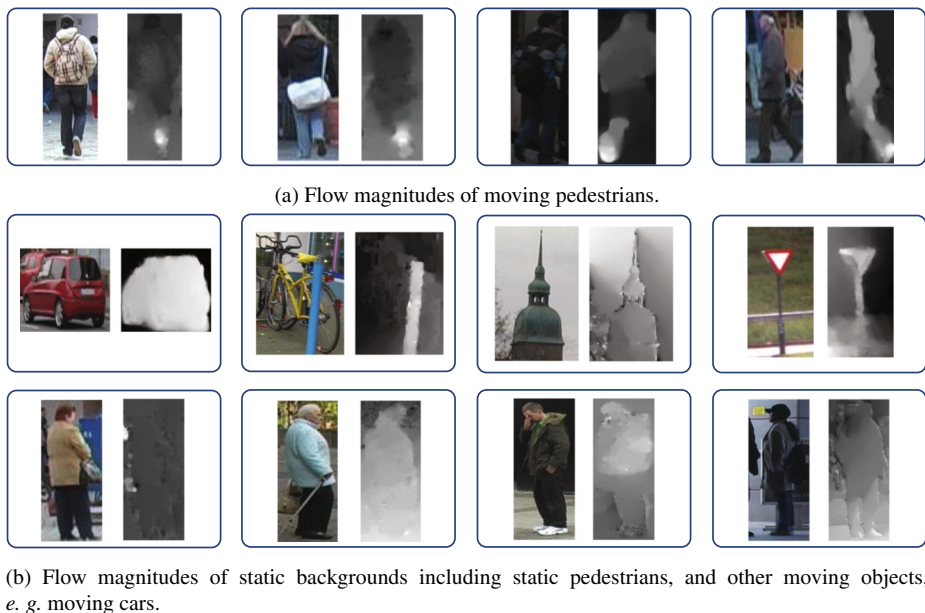 (a) Flow magnitudes of moving pedestrians.
(b) Flow magnitudes of static backgrounds including static pedestrians, and other moving objects,
e. g. moving cars.